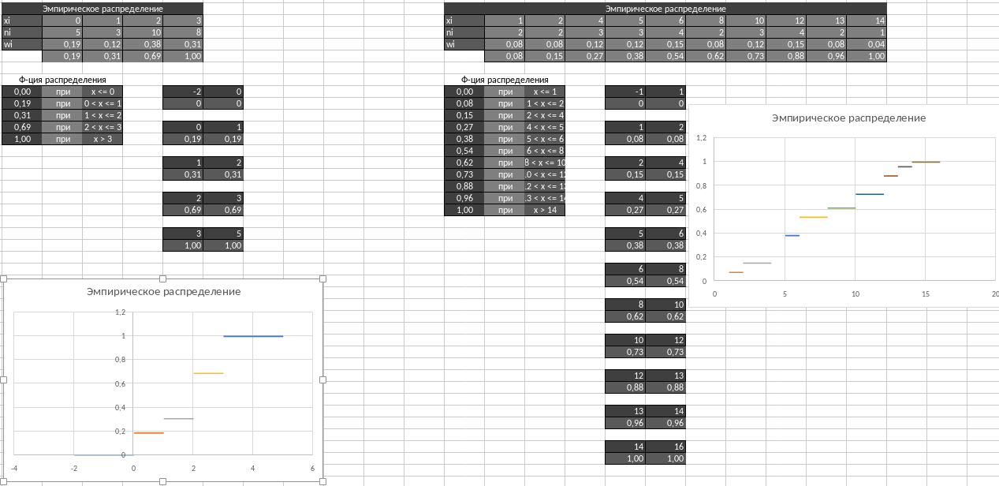 Эмпирическое распределение
xi 0 1 2 3
ni 5 3 10 8
wi 0,19 0,12 0,38 0,31
0,19 0,31 0,69 1,00
Ф-ция распределения
0,00 при x <= 0
0,19 при 0 < x <= 1
0,31 при 1 < x <= 2
0,69 при 2 < x <= 3
1,00 при x > 3
-2 0
0 0
0 1
0,19 0,19
1 2
0,31 0,31
2 3
0,69 0,69
3 5
1,00 1,00
Эмпирическое распределение
1,2
1
0,8
0,6
0,4
0,2
0
-4 -2 0 2 4 6
Эмпирическое распределение
xi 1 2 4 5 6 8 10 12 13 14
ni 2 2 3 3 4 2 3 4 2 1
wi 0,08 0,08 0,12 0,12 0,15 0,08 0,12 0,15 0,08 0,04
0,08 0,15 0,27 0,38 0,54 0,62 0,73 0,88 0,96 1,00
Ф-ция распределения
0,00 при x <= 1
0,08 при 1 < x <= 2
0,15 при 2 < x <= 4
0,27 при 4 < x <= 5
0,38 при 5 < x <= 6
0,54 при 6 < x <= 8
0,62 при 8 < x <= 10
0,73 при .0 < x <= 1
0,88 при .2 < x <= 1
0,96 при .3 < x <= 1
1,00 при x > 14
-1 1
0 0
1 2
0,08 0,08
2 4
0,15 0,15
4 5
0,27 0,27
5 6
0,38 0,38
6 8
0,54 0,54
8 10
0,62 0,62
10 12
0,73 0,73
12 13
0,88 0,88
13 14
0,96 0,96
14 16
1,00 1,00
Эмпирическое распределение
1,2
1
0,8
0,6
0,4
0,2
0
0 5 10 15 20